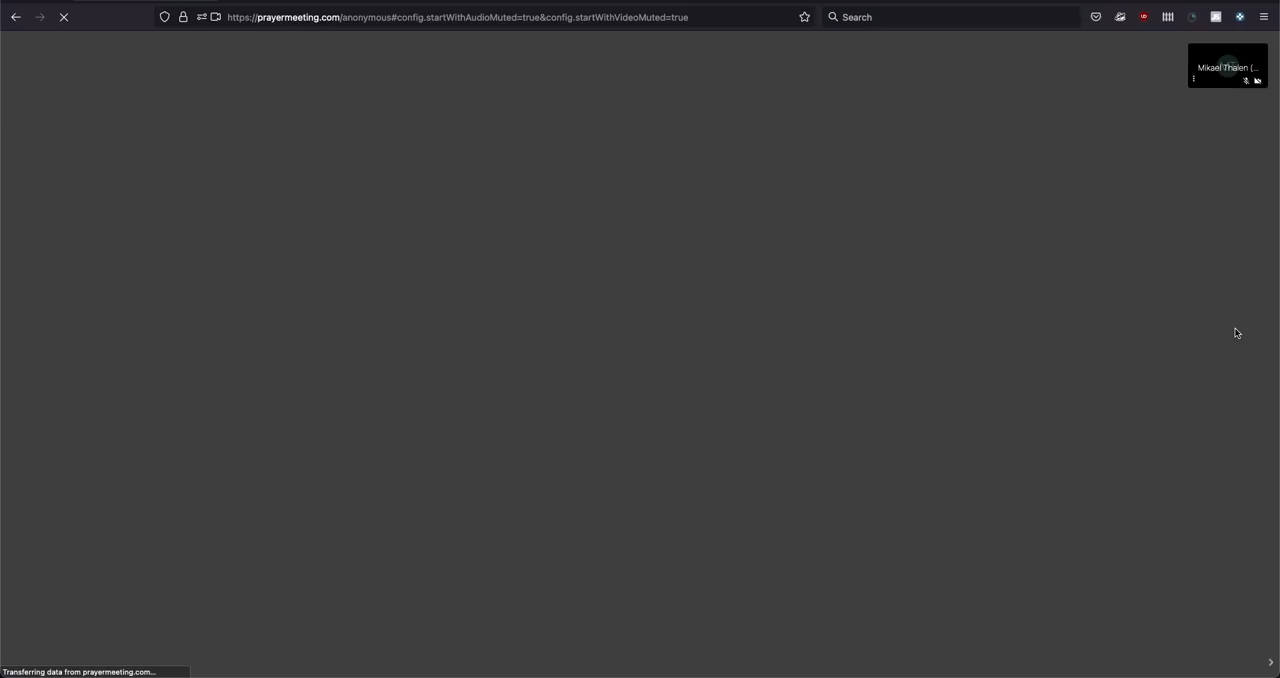 https://prayermeeting.com/anonymous#config.startWithAudioMuted=true&config.startWithVideoMuted=true
Search
Mikael Thalen (...
Transferring data from prayermeeting.com...